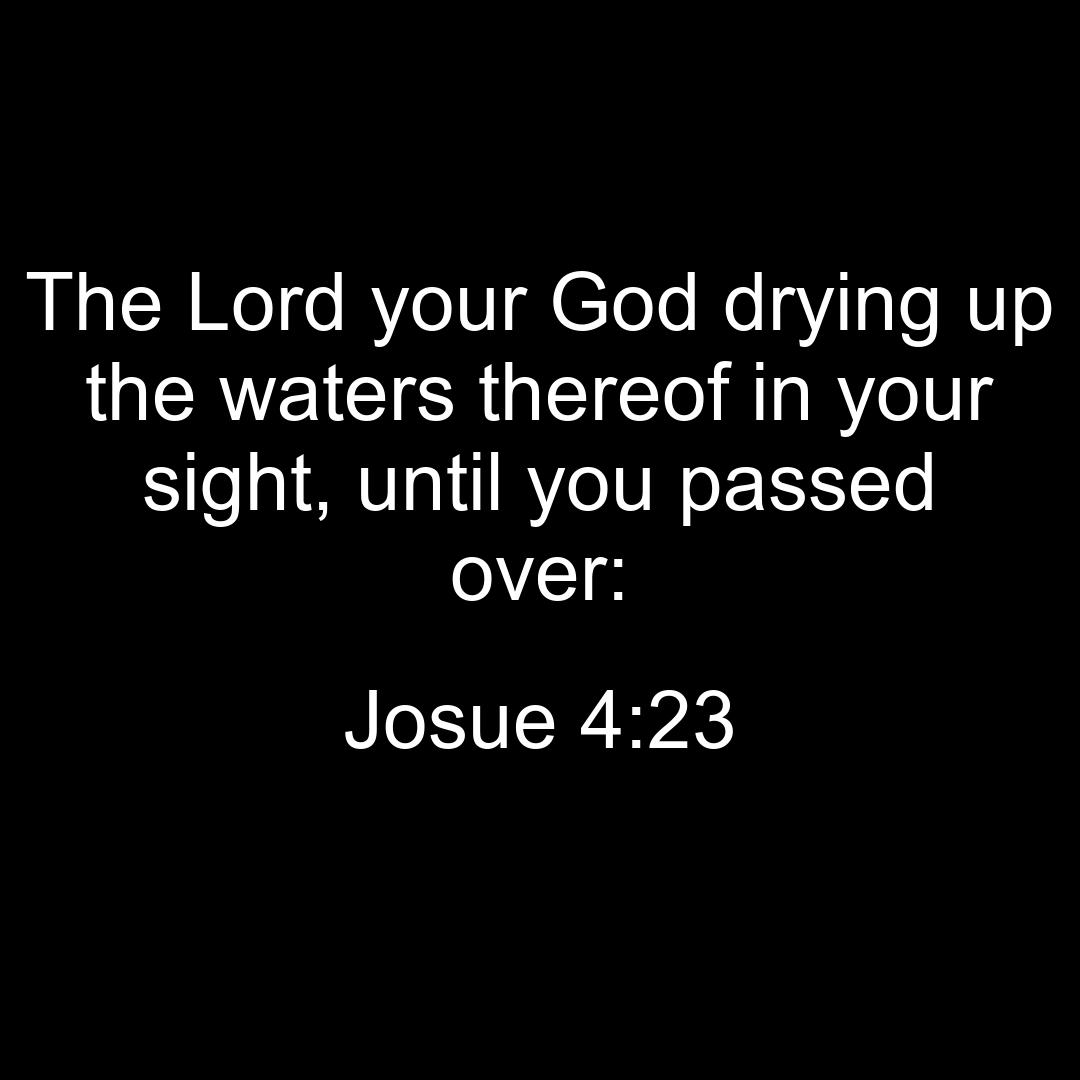 The Lord your God drying up
the waters thereof in your
sight, until you passed
over:
Josue 4:23